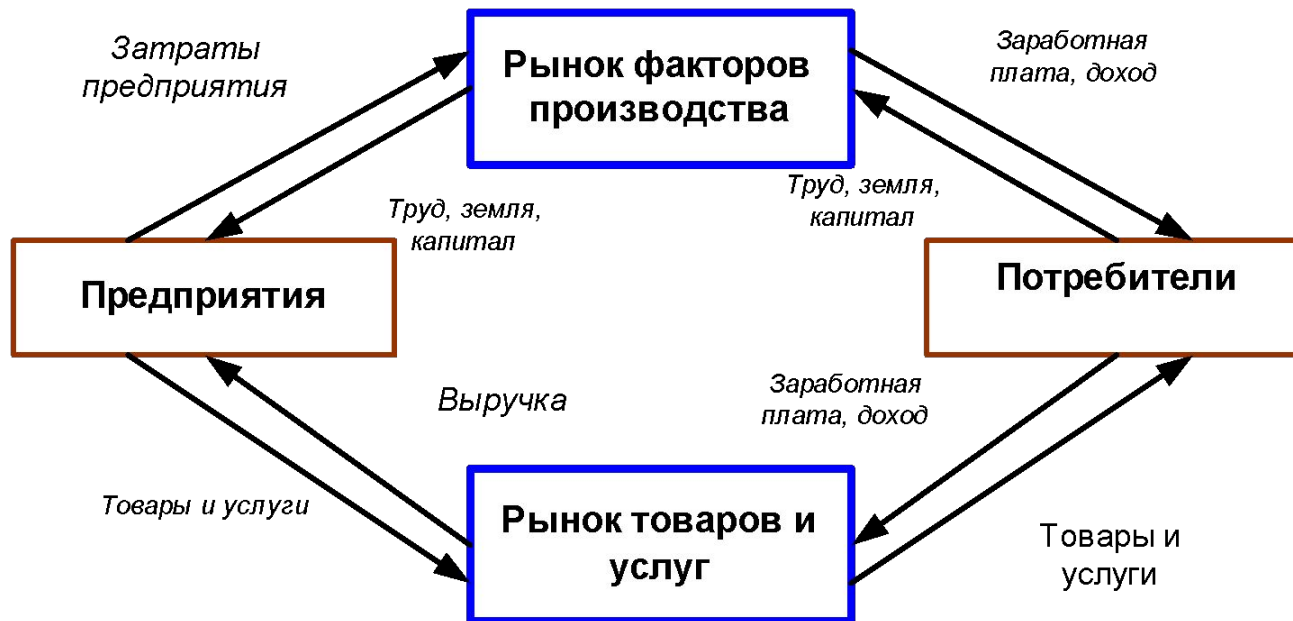 Затраты
предприятия
Рынок факторов
производства
Заработная
плата, доход
Труд, земля,
капитал
Труд, земля,
капитал
Предприятия
Потребители
Выручка
Заработная
плата, доход
Товары и услуги
Рынок товаров и
услуг
Товары и
услуги